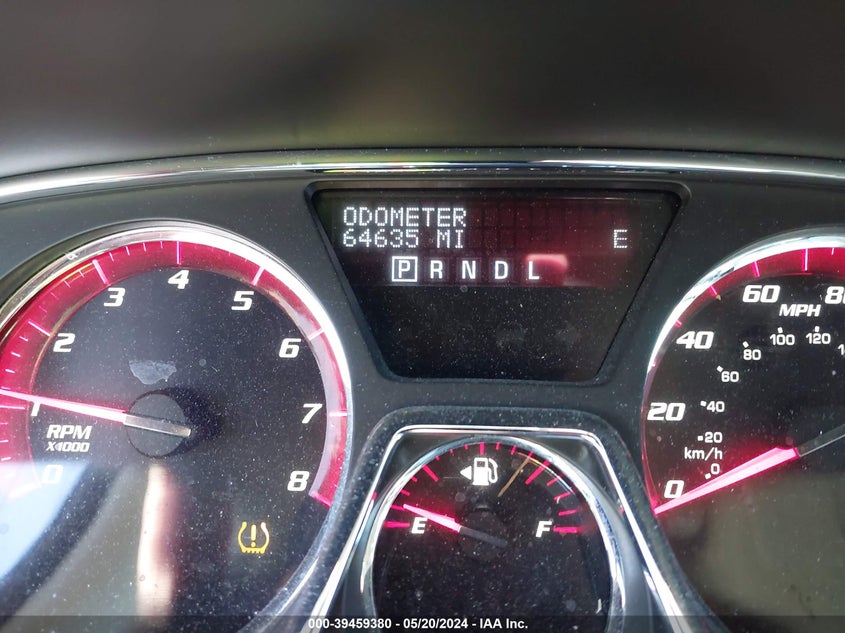 ODOMETER
64635 MI E
P R N D L
0 1 2 3 4 5 6 7 8
RPM
E F
0 20 40 60
MPH
0 20 40 60 80 100 120
km/h
000-39459380 - 05/20/2024 - IAA Inc.